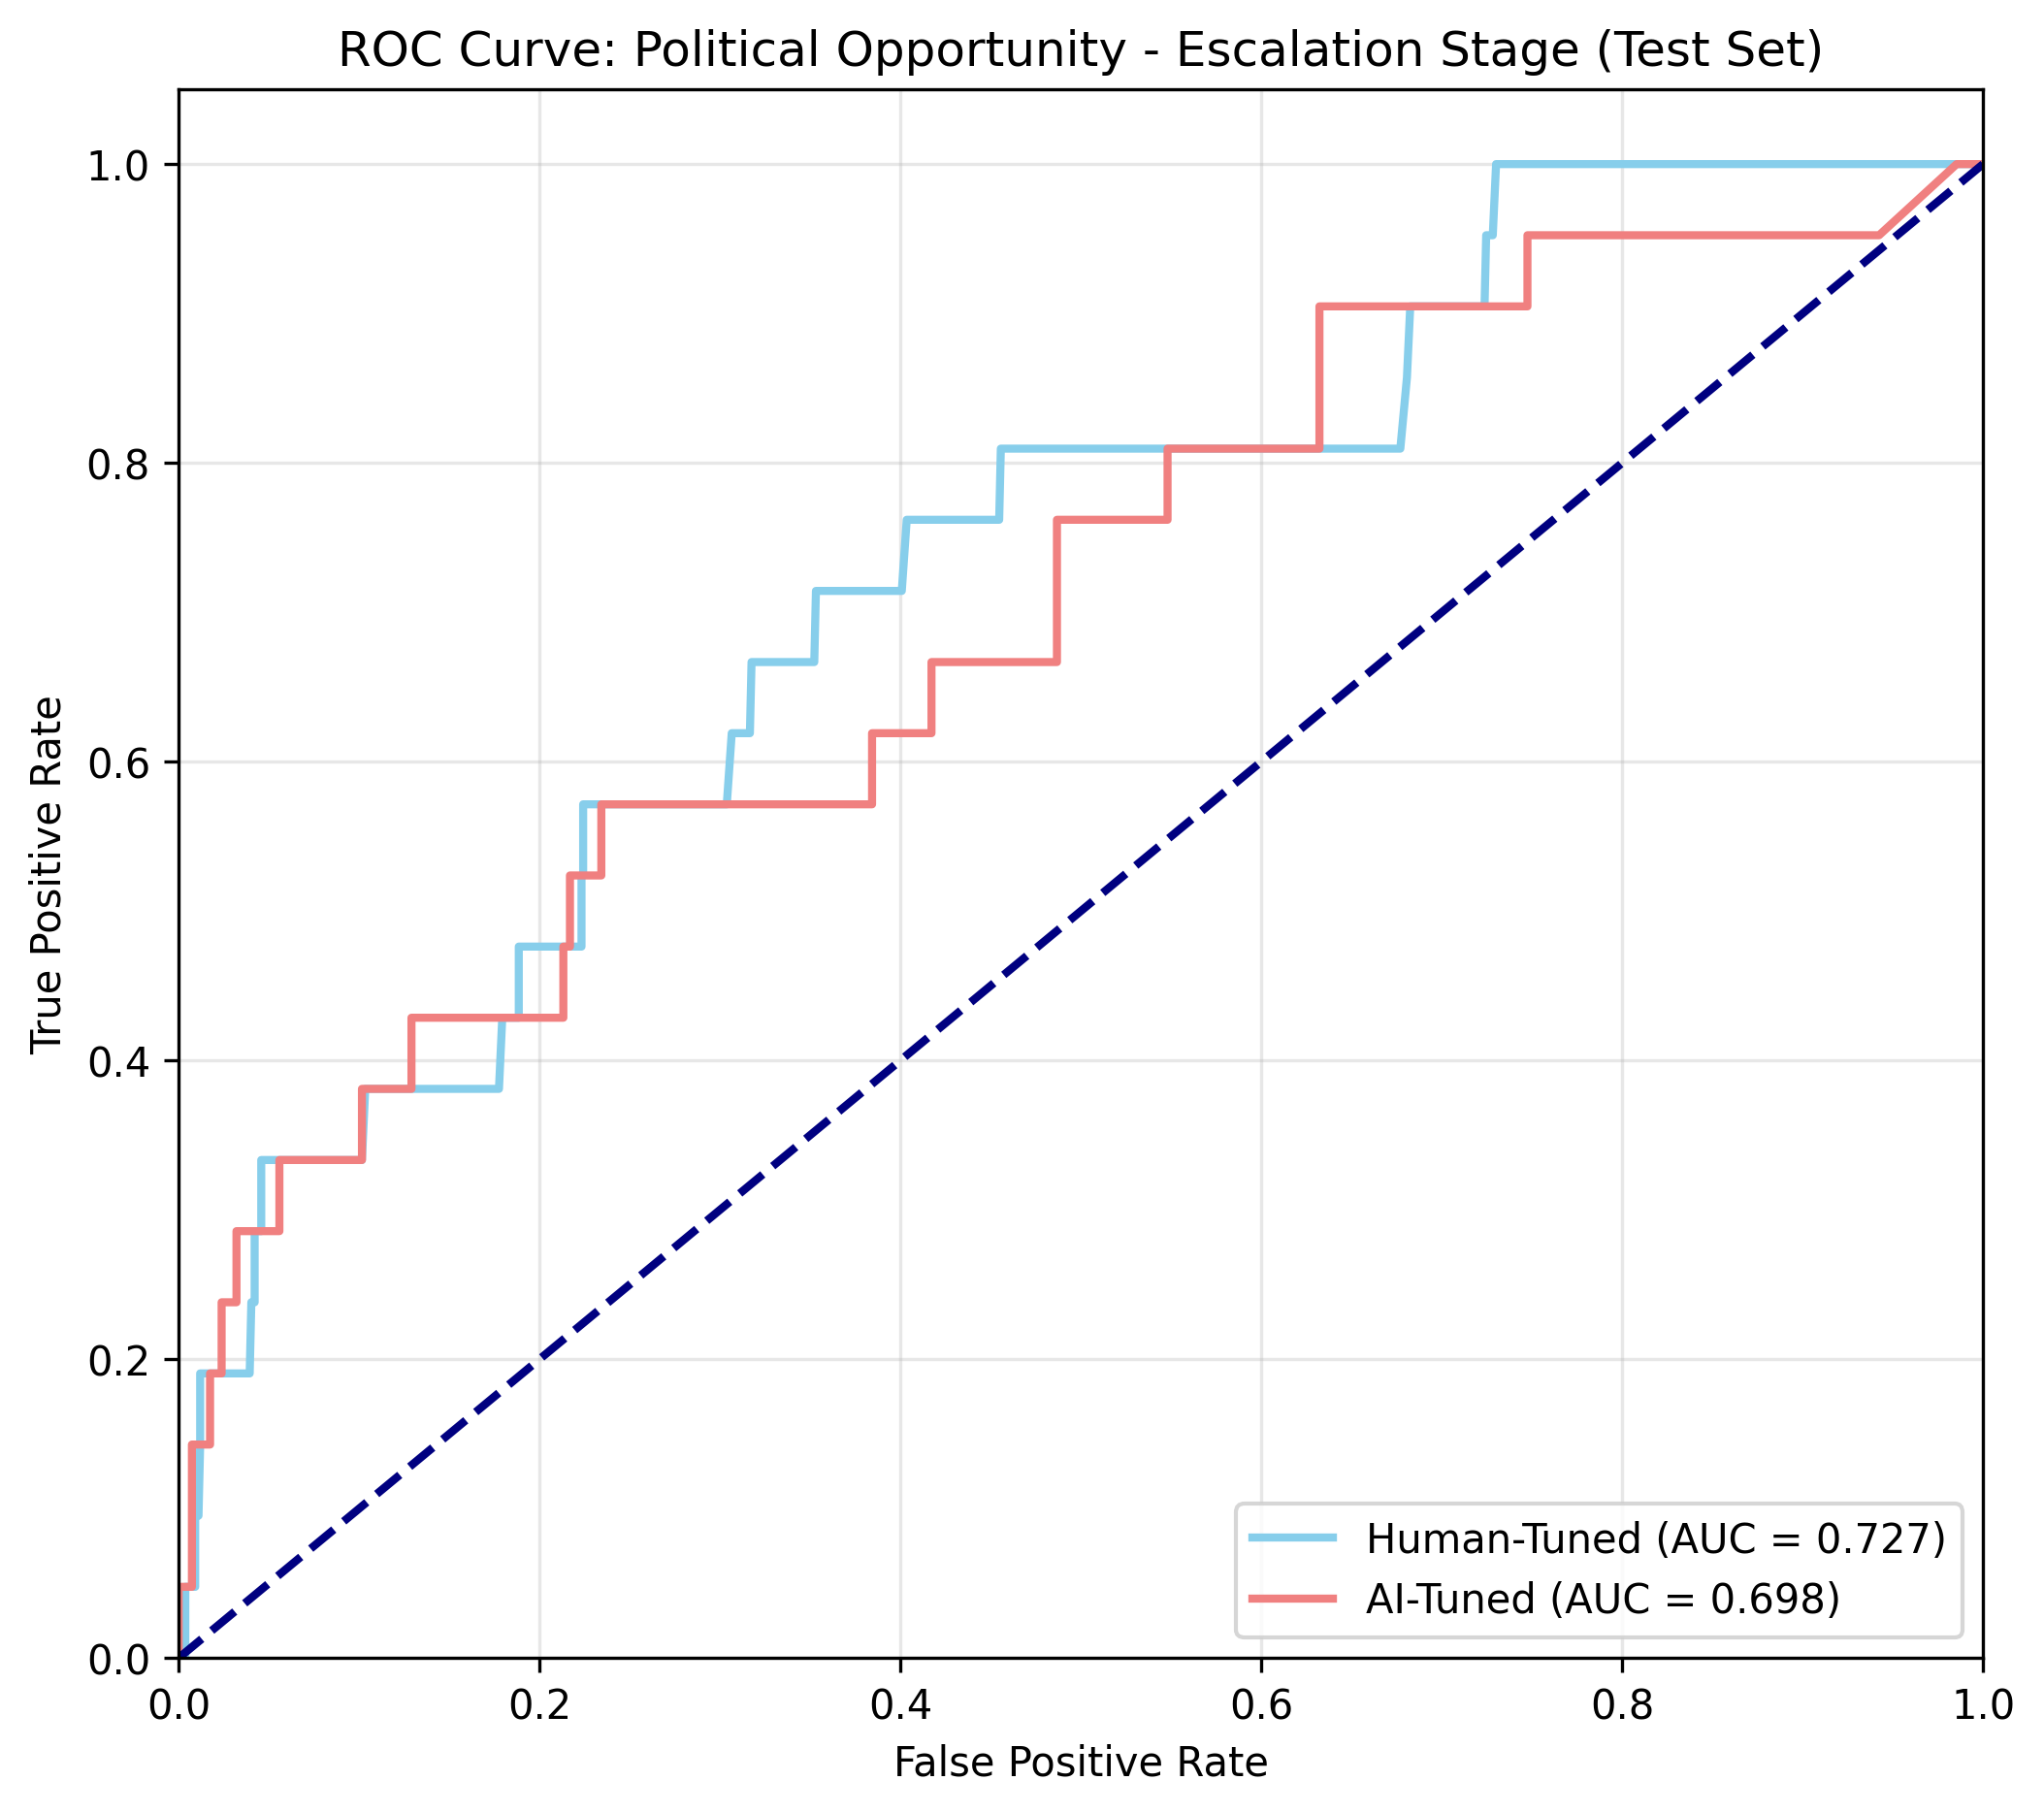 ROC Curve: Political Opportunity - Escalation Stage (Test Set)
1.0
0.8
0.6
0.4
0.2
0.0
True Positive Rate
0.0 0.2 0.4 0.6 0.8 1.0
False Positive Rate
Human-Tuned (AUC = 0.727)
AI-Tuned (AUC = 0.698)